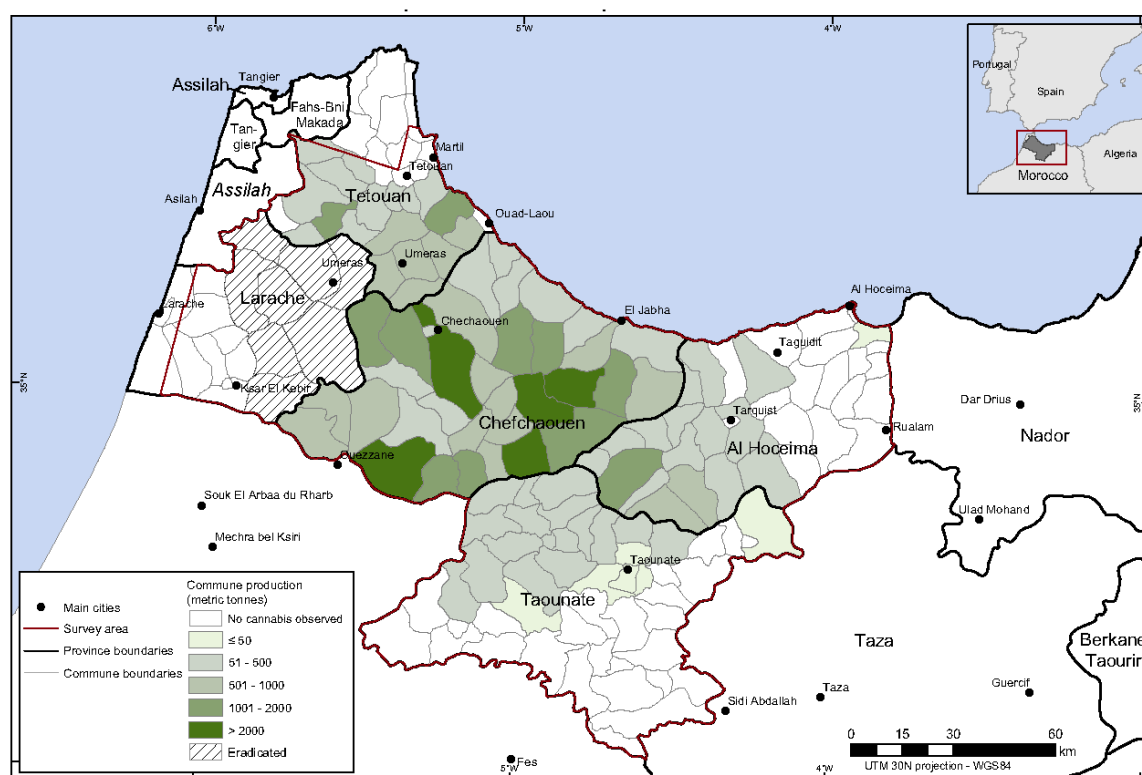 6°W
5°W
4°W
Portugal
Spain
Algeria
Morocco
Assilah
Tangier
Fahs-Bni
Makada
Tan-
gier
Martil
Tetouan
Assilah
Tetouan
Asilah
Ouad-Laou
Umeras
Umeras
Larache
Larache
El Jabha
Al Hoceima
Chechaouen
Taguidit
35°N
35°N
Ksar El Kebir
Dar Drius
Targuist
Chefchaouen
Rualam
Nador
Al Hoceima
Ouezzane
Souk El Arbaa du Rharb
Ulad Mohand
Mechra bel Ksiri
Taounate
Taounate
Taza
Berkane
Taourir
Guercif
Taza
Sidi Abdallah
Fes
5°W
4°W
Main cities
Survey area
Province boundaries
Commune boundaries
Commune production
(metric tonnes)
No cannabis observed
≤ 50
51 - 500
501 - 1000
1001 - 2000
> 2000
Eradicated
0 15 30 60
km
UTM 30N projection - WGS84